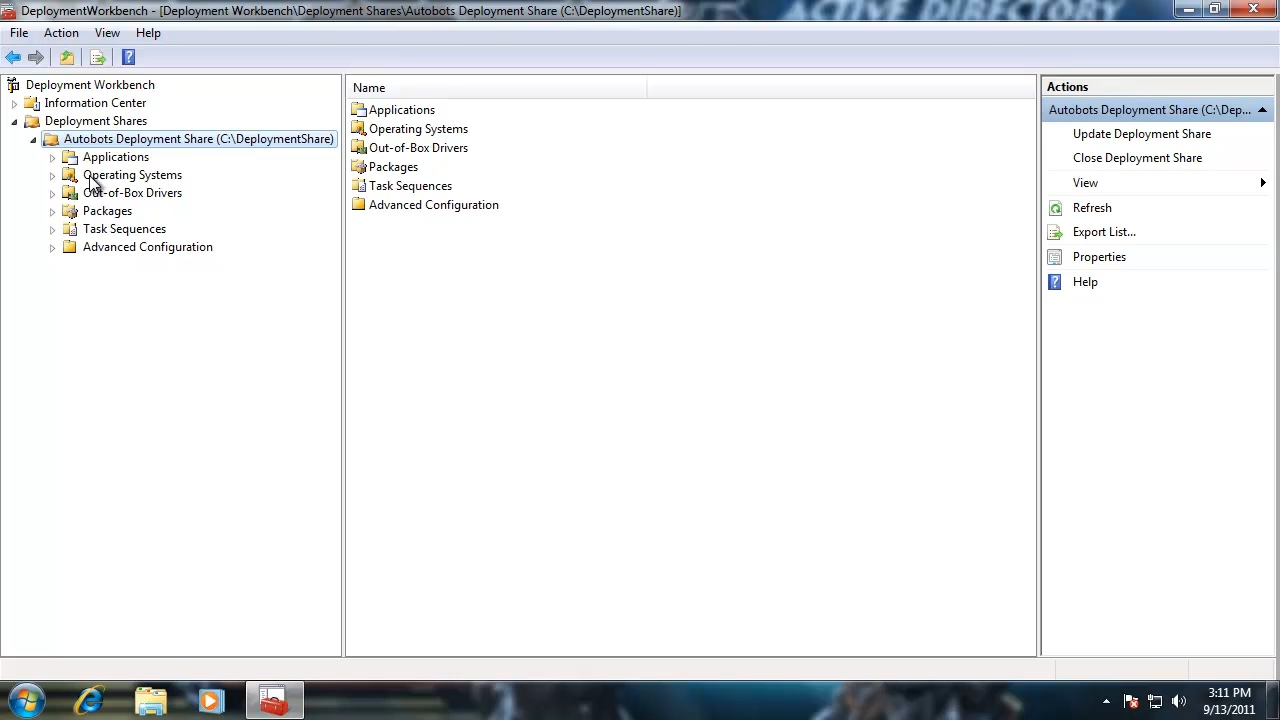 DeploymentWorkbench - [Deployment Workbench\Deployment Shares\Autobots Deployment Share (C:\DeploymentShare)]
ACTIVE DIRECTORY
File Action View Help
Deployment Workbench
Information Center
Deployment Shares
Autobots Deployment Share (C:\DeploymentShare)
Applications
Operating Systems
Out-of-Box Drivers
Packages
Task Sequences
Advanced Configuration
Name
Applications
Operating Systems
Out-of-Box Drivers
Packages
Task Sequences
Advanced Configuration
Actions
Autobots Deployment Share (C:\Dep...
Update Deployment Share
Close Deployment Share
View
Refresh
Export List...
Properties
Help
3:11 PM
9/13/2011